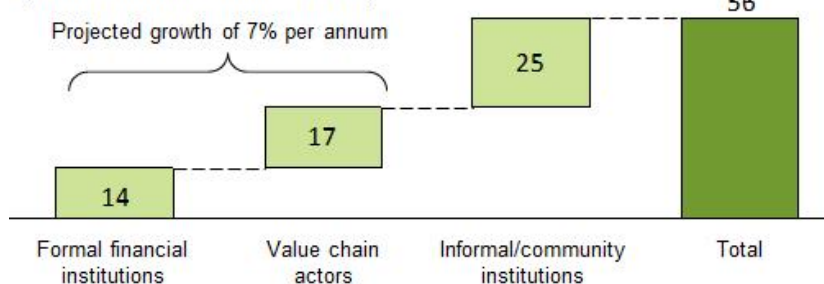 56
Projected growth of 7% per annum
25
17
14
Formal financial
institutions
Value chain
actors
Informal/community
institutions
Total